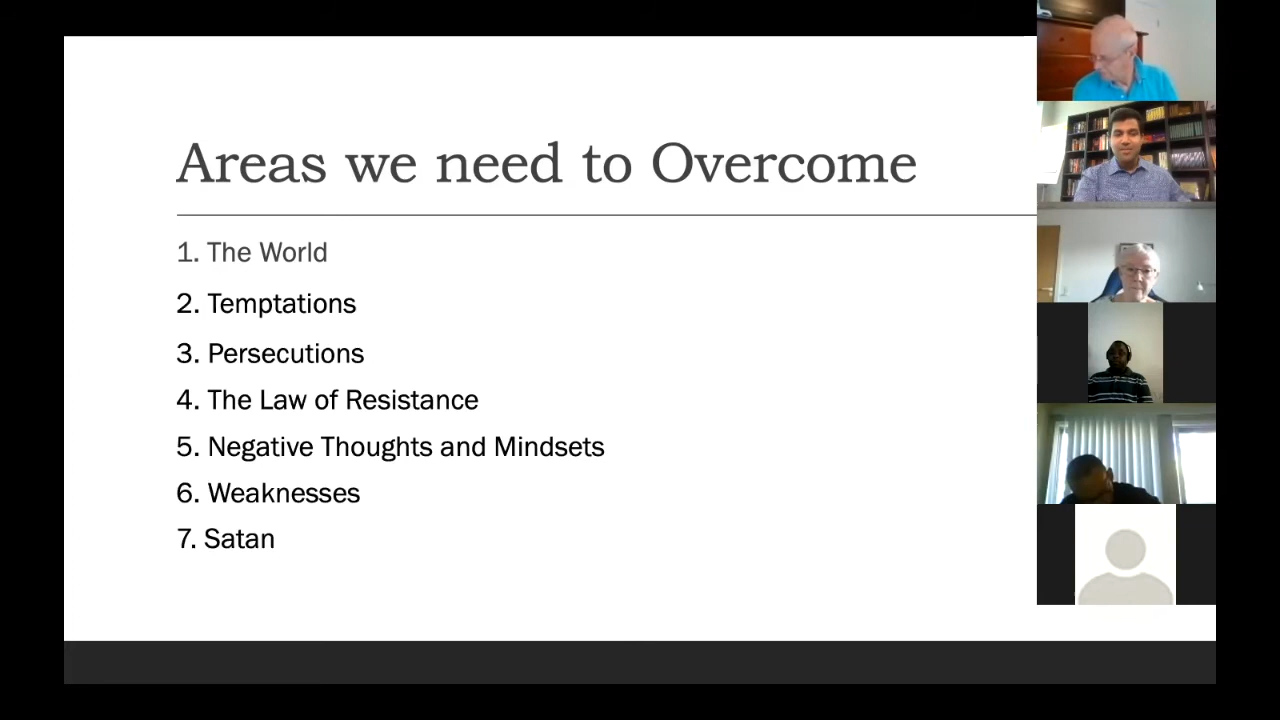 Areas we need to Overcome
1. The World
2. Temptations
3. Persecutions
4. The Law of Resistance
5. Negative Thoughts and Mindsets
6. Weaknesses
7. Satan